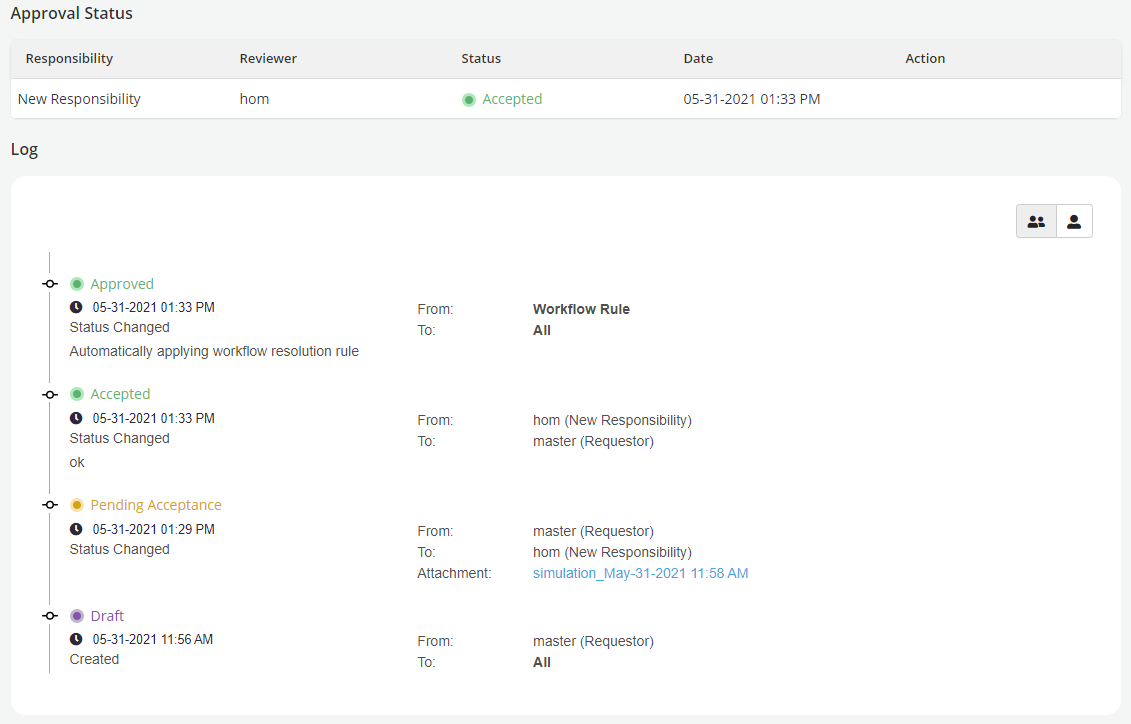 Approval Status
Responsibility Reviewer Status Date Action
New Responsibility hom Accepted 05-31-2021 01:33 PM
Log
Approved
05-31-2021 01:33 PM From: Workflow Rule
Status Changed To: All
Automatically applying workflow resolution rule
Accepted
05-31-2021 01:33 PM From: hom (New Responsibility)
Status Changed To: master (Requestor)
ok
Pending Acceptance
05-31-2021 01:29 PM From: master (Requestor)
Status Changed To: hom (New Responsibility)
Attachment: simulation_May-31-2021 11:58 AM
Draft
05-31-2021 11:56 AM From: master (Requestor)
Created To: All